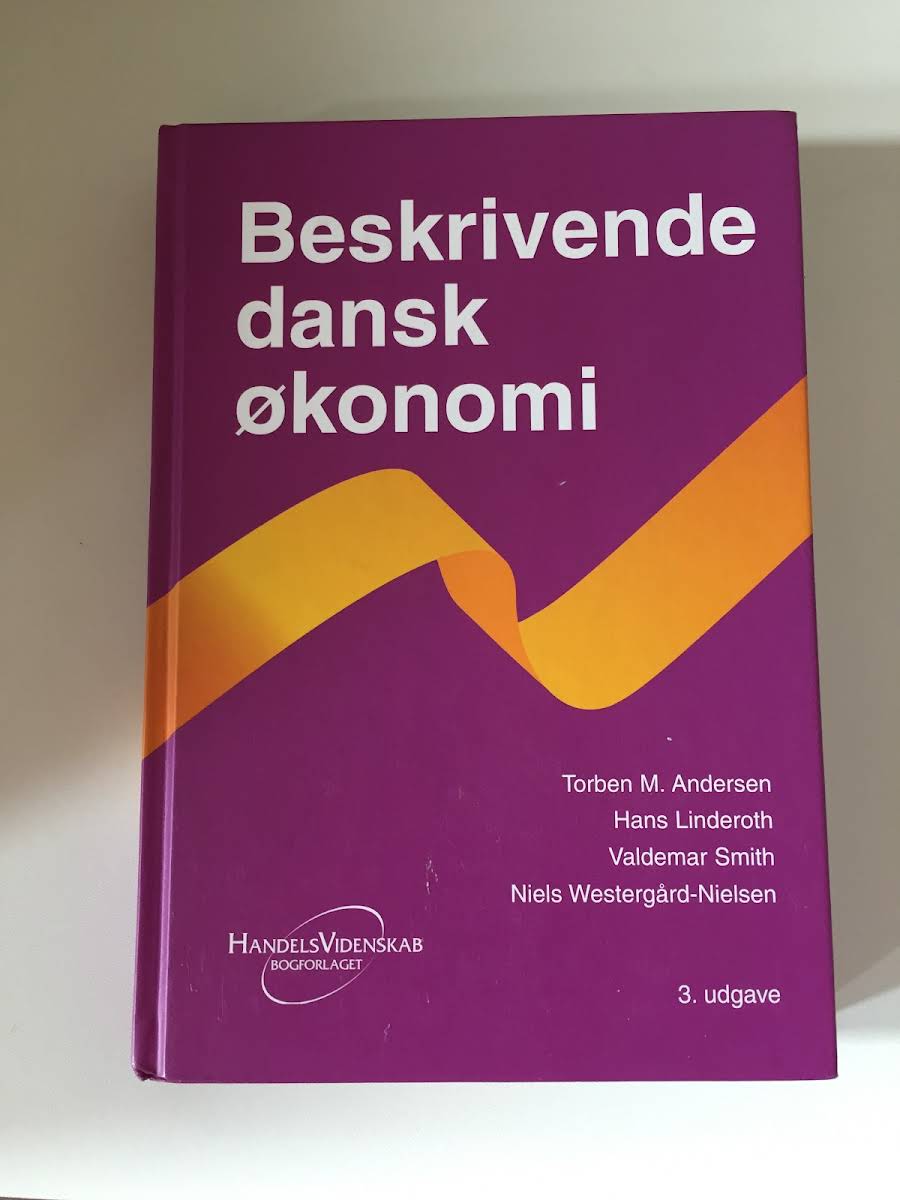 Beskrivende
dansk
økonomi
Torben M. Andersen
Hans Linderoth
Valdemar Smith
Niels Westergård-Nielsen
HANDELSVIDENSKAB
BOGFORLAGET
3. udgave